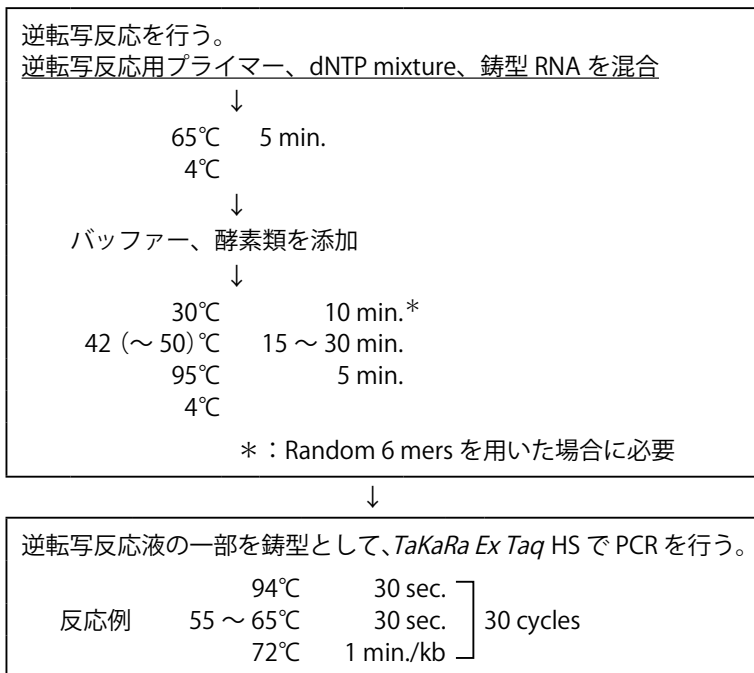 逆転写反応を行う。
逆転写反応用プライマー、dNTP mixture、鋳型 RNA を混合
↓
65℃ 5 min.
4℃
↓
バッファー、酵素類を添加
↓
30℃ 10 min.*
42（～ 50）℃ 15 ～ 30 min.
95℃ 5 min.
4℃
＊：Random 6 mers を用いた場合に必要
↓
逆転写反応液の一部を鋳型として、TaKaRa Ex Taq HS で PCR を行う。
94℃ 30 sec.
反応例 55 ～ 65℃ 30 sec. 30 cycles
72℃ 1 min./kb